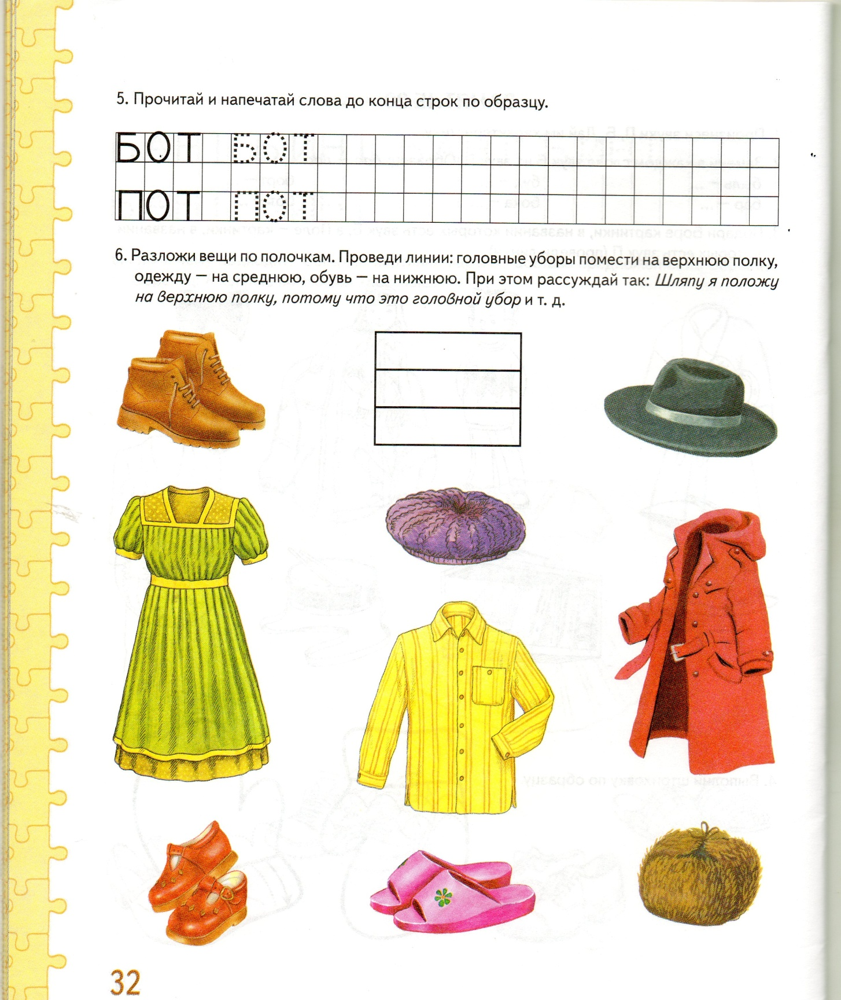 5. Прочитай и напечатай слова до конца строк по образцу.
БОТ БОТ
ПОТ ПОТ
6. Разложи вещи по полочкам. Проведи линии: головные уборы помести на верхнюю полку,
одежду — на среднюю, обувь — на нижнюю. При этом рассуждай так: Шляпу я положу
на верхнюю полку, потому что это головной убор и т. д.
32